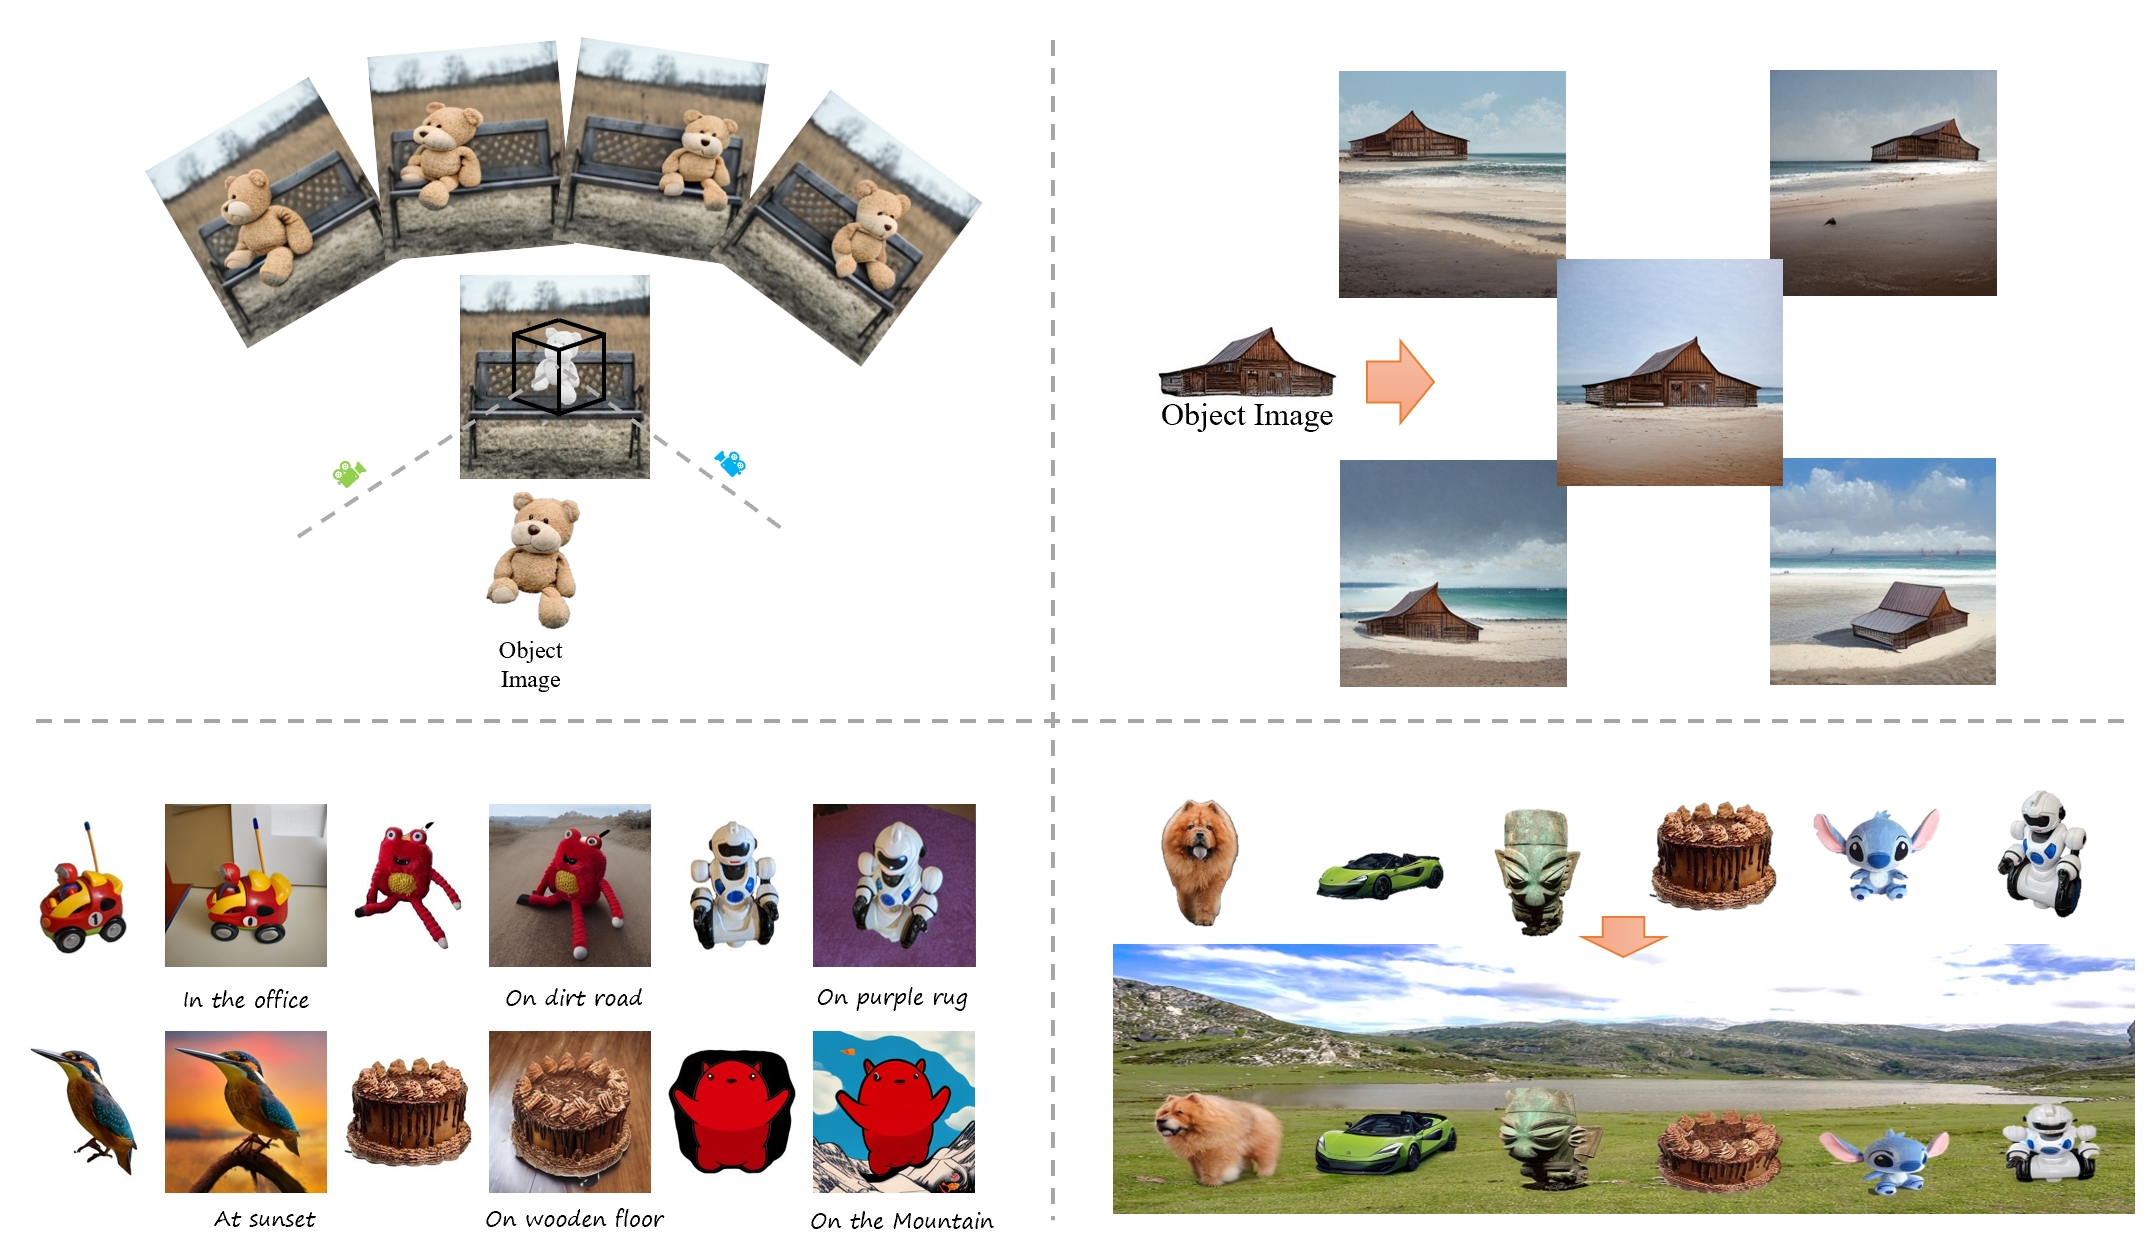 Object
Image
Object Image
In the office
On dirt road
On purple rug
At sunset
On wooden floor
On the Mountain
1